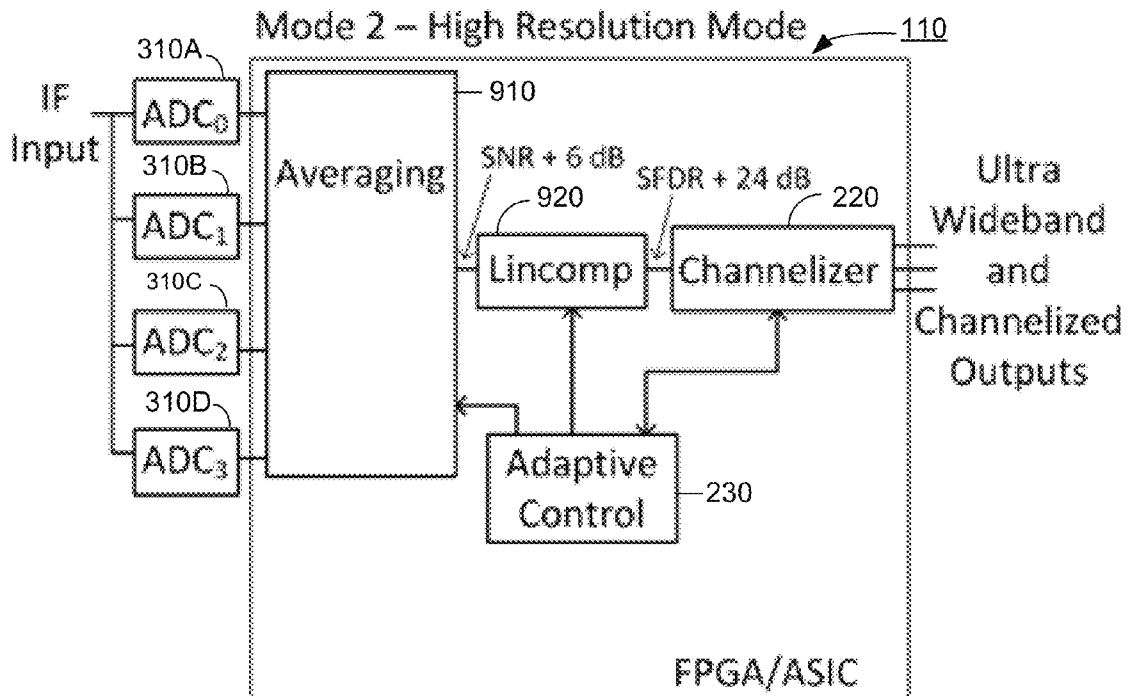 Mode 2 – High Resolution Mode
110
310A
IF
Input
ADC0
910
310B
Averaging
SNR + 6 dB
SFDR + 24 dB
Ultra
Wideband
and
Channelized
Outputs
ADC1
920
220
Lincomp
Channelizer
310C
ADC2
310D
ADC3
Adaptive
Control
230
FPGA/ASIC